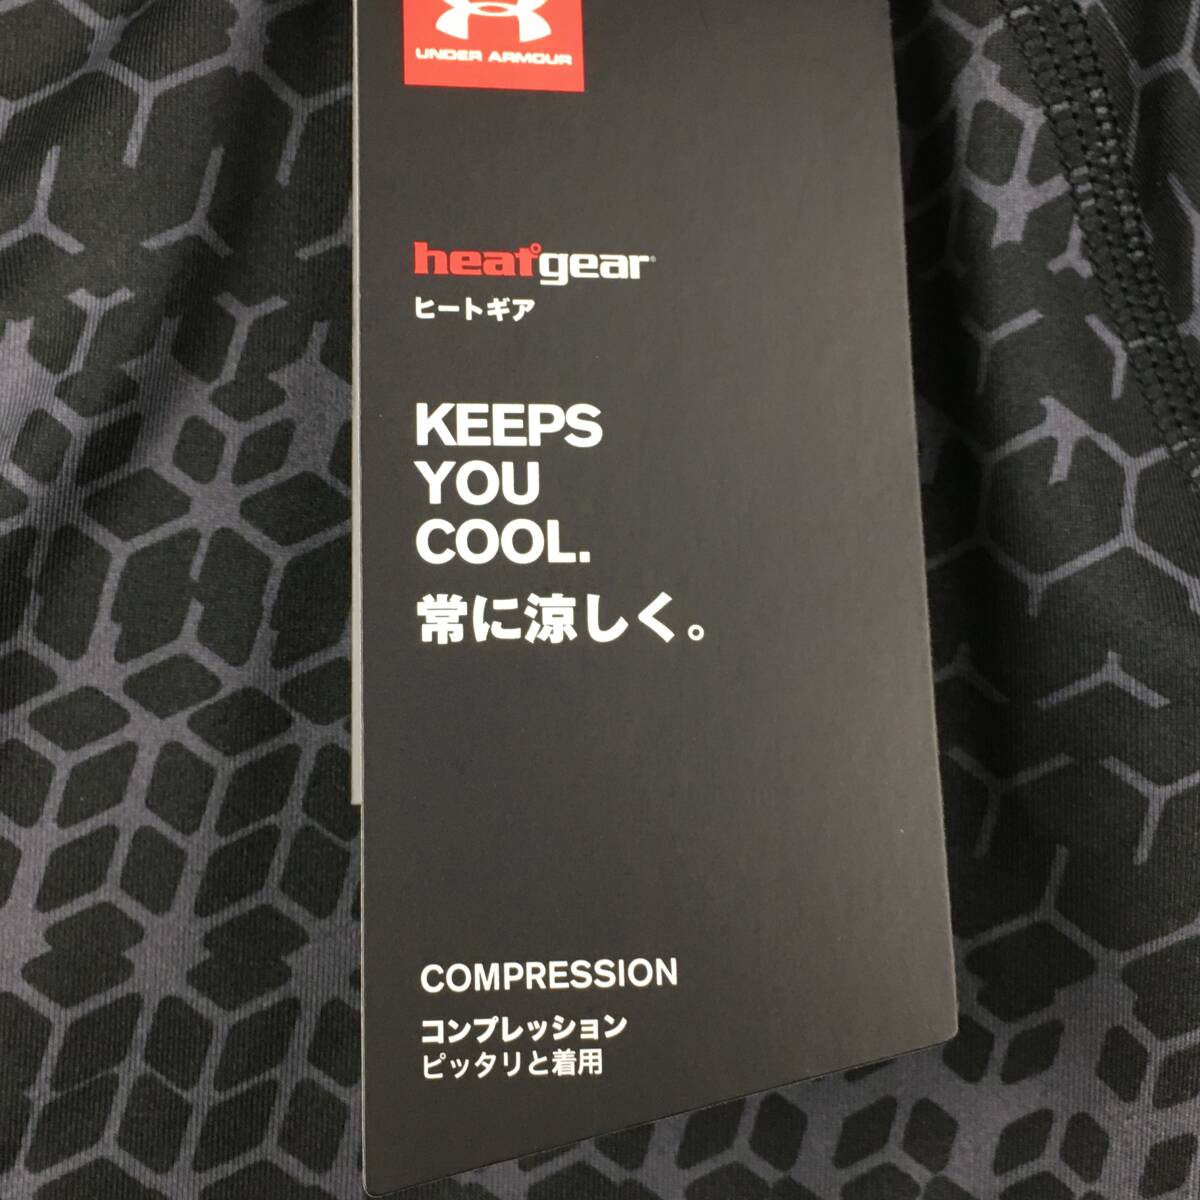 UNDER ARMOUR
heatgear
ヒートギア
KEEPS
YOU
COOL.
常に涼しく。
COMPRESSION
コンプレッション
ピッタリと着用